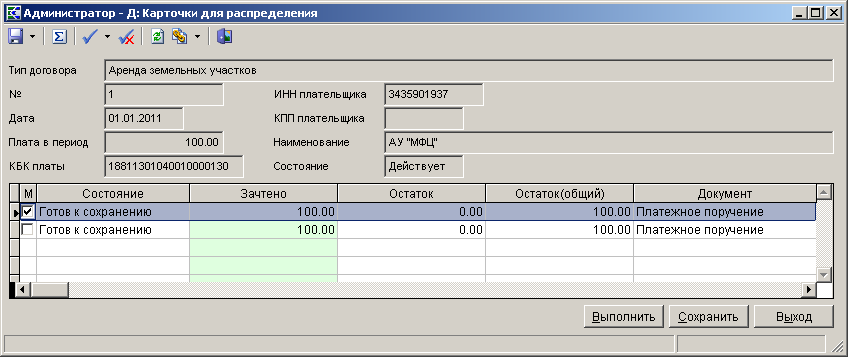 Администратор - Д: Карточки для распределения
Тип договора Аренда земельных участков
№ 1 ИНН плательщика 3435901937
Дата 01.01.2011 КПП плательщика
Плата в период 100.00 Наименование АУ "МФЦ"
КБК платы 18811301040010000130 Состояние Действует
М Состояние Зачтено Остаток Остаток(общий) Документ
Готов к сохранению 100.00 0.00 100.00 Платежное поручение
Готов к сохранению 100.00 0.00 100.00 Платежное поручение
Выполнить Сохранить Выход